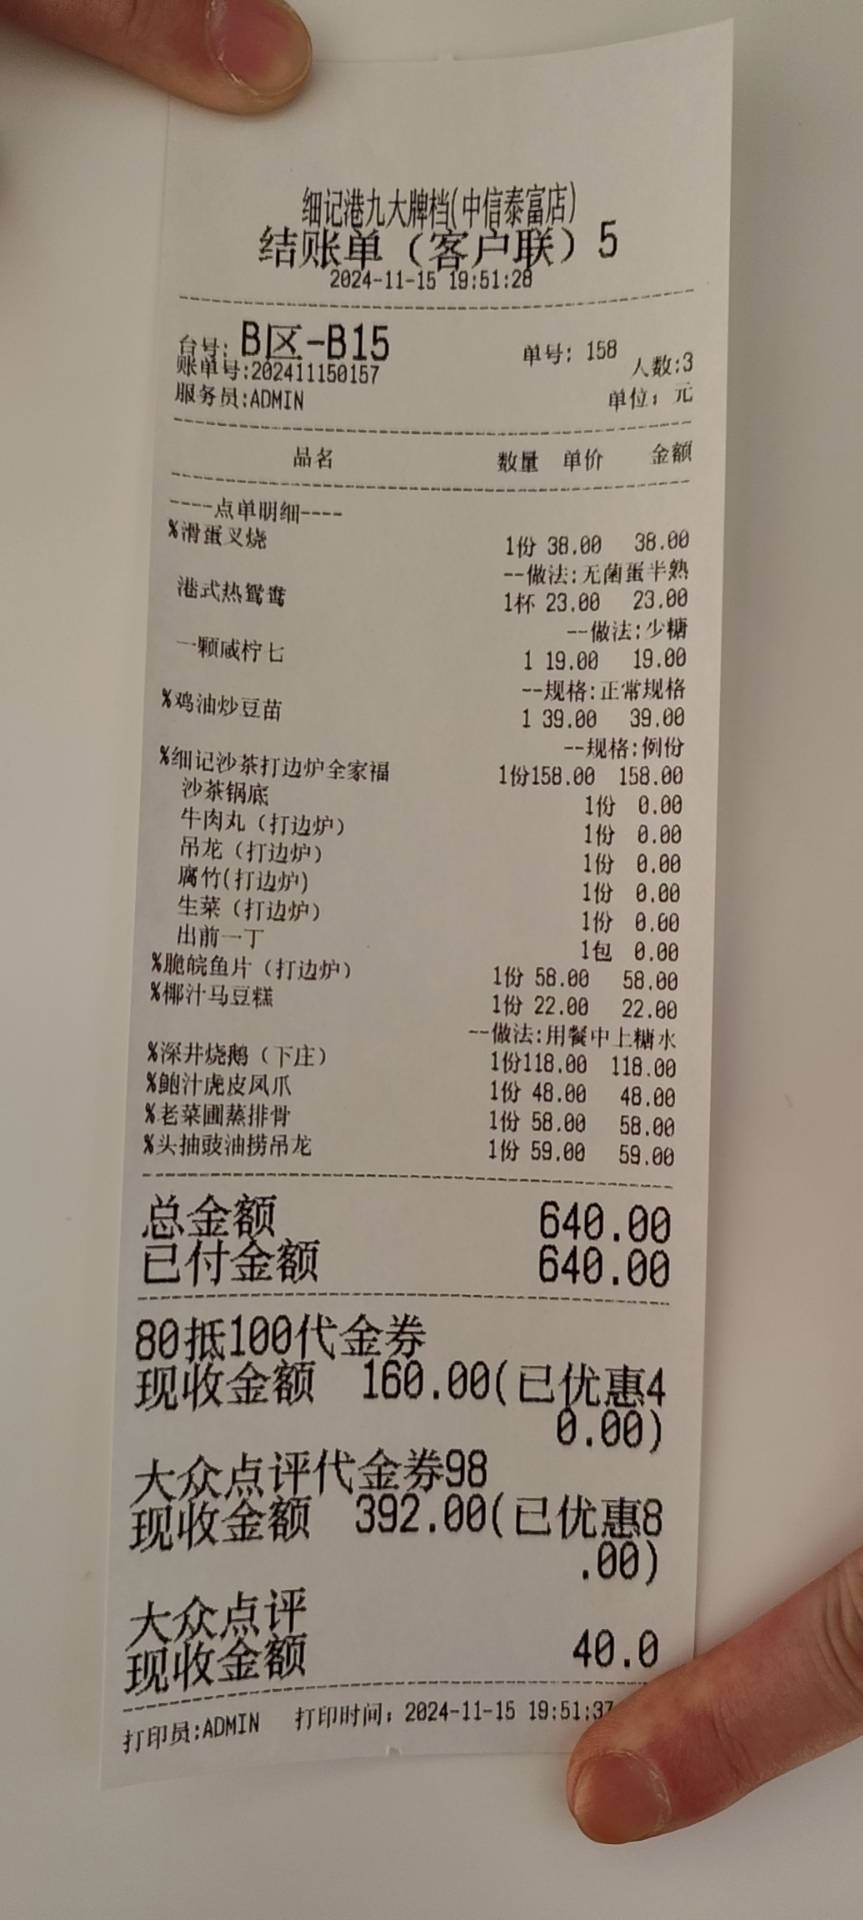 细记港九大牌档(中信泰富店)
结账单（客户联）5
2024-11-15 19:51:28
台号: B区-B15 单号: 158
账单号:202411150157 人数:3
服务员:ADMIN 单位: 元
品名 数量 单价 金额
----点单明细----
%滑蛋叉烧 1份 38.00 38.00
--做法:无菌蛋半熟
港式热鸳鸯 1杯 23.00 23.00
--做法:少糖
一颗咸柠七 1 19.00 19.00
--规格:正常规格
%鸡油炒豆苗 1 39.00 39.00
--规格:例份
%细记沙茶打边炉全家福 1份158.00 158.00
沙茶锅底 1份 0.00
牛肉丸（打边炉） 1份 0.00
吊龙（打边炉） 1份 0.00
腐竹(打边炉) 1份 0.00
生菜（打边炉） 1份 0.00
出前一丁 1包 0.00
%脆皖鱼片（打边炉） 1份 58.00 58.00
%椰汁马豆糕 1份 22.00 22.00
--做法:用餐中上糖水
%深井烧鹅（下庄） 1份118.00 118.00
%鲍汁虎皮凤爪 1份 48.00 48.00
%老菜圃蒸排骨 1份 58.00 58.00
%头抽豉油捞吊龙 1份 59.00 59.00
总金额 640.00
已付金额 640.00
80抵100代金券
现收金额 160.00(已优惠4
0.00)
大众点评代金券98
现收金额 392.00(已优惠8
.00)
大众点评
现收金额 40.0
打印员:ADMIN 打印时间: 2024-11-15 19:51:37